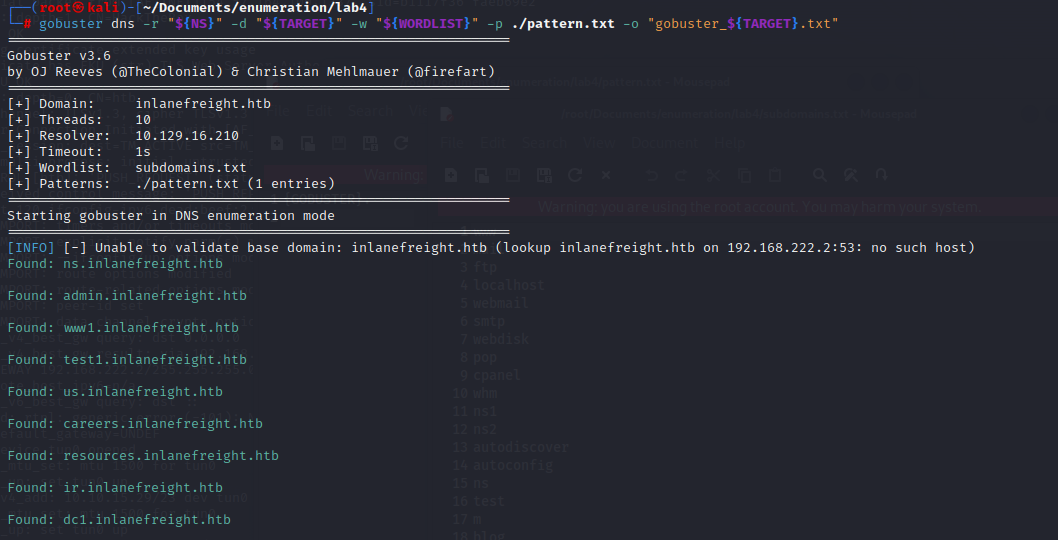 (root㉿kali)-[~/Documents/enumeration/lab4]
# gobuster dns -r "${NS}" -d "${TARGET}" -w "${WORDLIST}" -p ./pattern.txt -o "gobuster_${TARGET}.txt"
Gobuster v3.6
by OJ Reeves (@TheColonial) & Christian Mehlmauer (@firefart)
[+] Domain: inlanefreight.htb
[+] Threads: 10
[+] Resolver: 10.129.16.210
[+] Timeout: 1s
[+] Wordlist: subdomains.txt
[+] Patterns: ./pattern.txt (1 entries)
Starting gobuster in DNS enumeration mode
[INFO] [-] Unable to validate base domain: inlanefreight.htb (lookup inlanefreight.htb on 192.168.222.2:53: no such host)
Found: ns.inlanefreight.htb
Found: admin.inlanefreight.htb
Found: www1.inlanefreight.htb
Found: test1.inlanefreight.htb
Found: us.inlanefreight.htb
Found: careers.inlanefreight.htb
Found: resources.inlanefreight.htb
Found: ir.inlanefreight.htb
Found: dc1.inlanefreight.htb
File Edit Search
Warning: you are using the root account. You may harm your system.
3 ftp
4 localhost
5 webmail
6 smtp
7 webdisk
8 pop
9 cpanel
10 whm
11 ns1
12 ns2
13 autodiscover
14 autoconfig
15 ns
16 test
17 m
18 blog